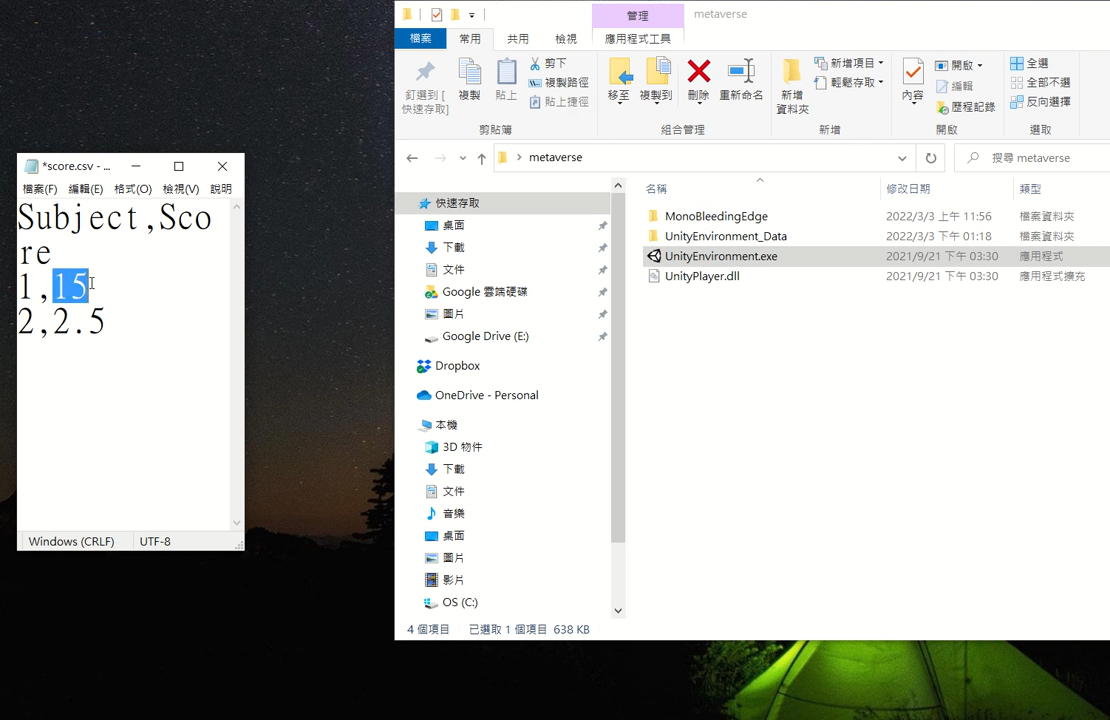 *score.csv - ...
檔案(F) 編輯(E) 格式(O) 檢視(V) 說明
Subject,Sco
re
1,15
2,2.5
Windows (CRLF) UTF-8
管理 metaverse
檔案 常用 共用 檢視 應用程式工具
釘選到 [
快速存取]
複製
貼上
剪下
複製路徑
貼上捷徑
剪貼簿
移至
複製到
刪除
重新命名
組合管理
新增
資料夾
新增項目
輕鬆存取
新增
內容
開啟
編輯
歷程記錄
開啟
全選
全部不選
反向選擇
選取
metaverse
搜尋 metaverse
快速存取
桌面
下載
文件
Google 雲端硬碟
圖片
Google Drive (E:)
Dropbox
OneDrive - Personal
本機
3D 物件
下載
文件
音樂
桌面
圖片
影片
OS (C:)
名稱 修改日期 類型
MonoBleedingEdge 2022/3/3 上午 11:56 檔案資料夾
UnityEnvironment_Data 2022/3/3 下午 01:18 檔案資料夾
UnityEnvironment.exe 2021/9/21 下午 03:30 應用程式
UnityPlayer.dll 2021/9/21 下午 03:30 應用程式擴充
4 個項目 已選取 1 個項目 638 KB